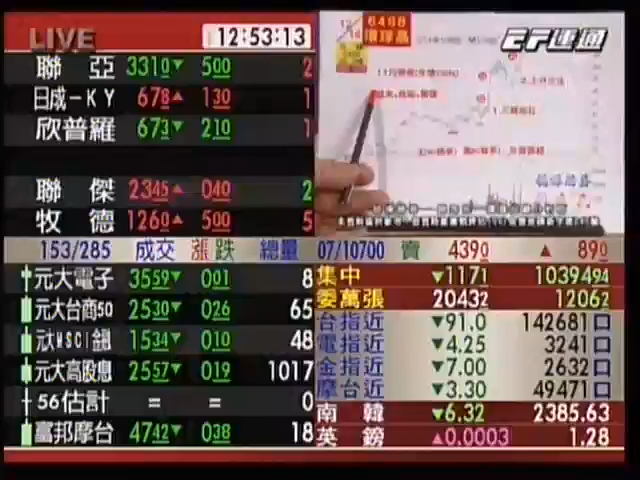 LIVE
12:53:13
6488
環球晶
EF運通
聯亞 3310▼ 500 2
日成-KY 678▲ 130 1
欣普羅 673▼ 210 1
聯傑 2345▲ 040 2
牧德 1260▲ 500 5
153/285 成交 漲跌 總量 07/10700 賣 4390 ▲ 890
元大電子 3559▼ 001 8
元大台商50 2530▼ 026 65
元大MSCI金融 1534▼ 010 48
元大高股息 2557▼ 019 1017
56估計 = = 0
富邦摩台 4742▼ 038 18
集中 ▼1171 1039494
委萬張 20432 12062
台指近 ▼91.0 142681口
電指近 ▼4.25 3241口
金指近 ▼7.00 2632口
摩台近 ▼3.30 49471口
南韓 ▼6.32 2385.63
英鎊 ▲0.0003 1.28